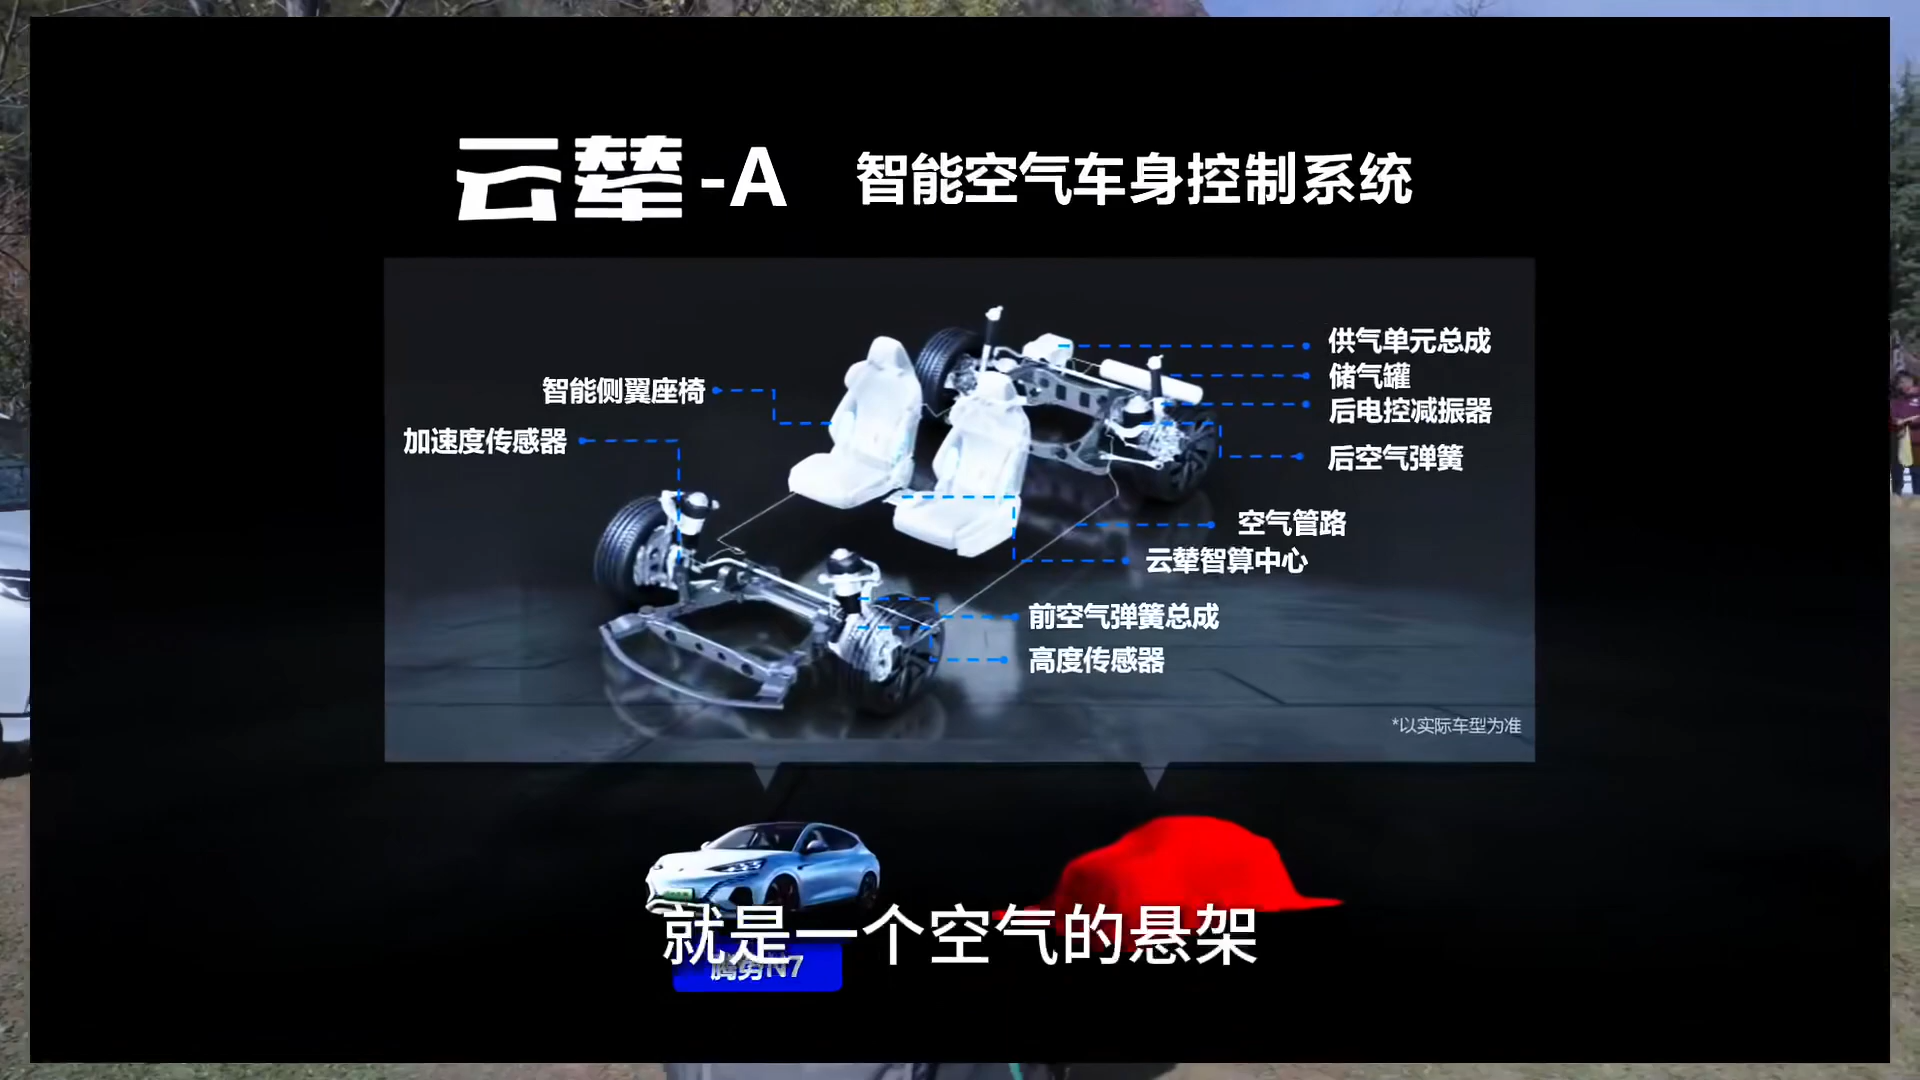 云辇-A 智能空气车身控制系统
供气单元总成
储气罐
后电控减振器
后空气弹簧
智能侧翼座椅
加速度传感器
空气管路
云辇智算中心
前空气弹簧总成
高度传感器
*以实际车型为准
就是一个空气的悬架
腾势N7